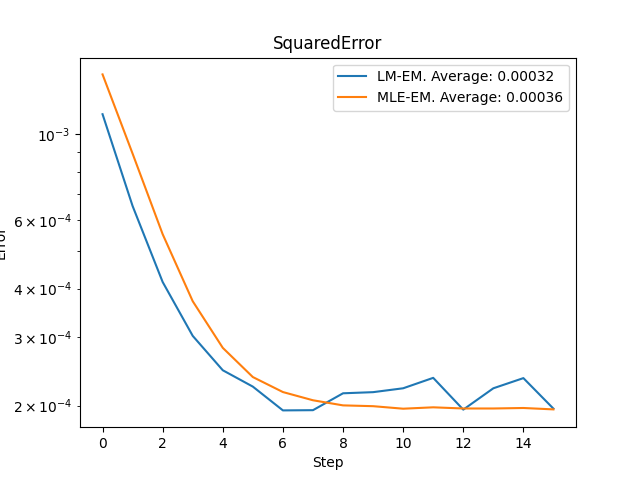 SquaredError
LM-EM. Average: 0.00032
MLE-EM. Average: 0.00036
10⁻³
6 × 10⁻⁴
4 × 10⁻⁴
3 × 10⁻⁴
2 × 10⁻⁴
Error
0 2 4 6 8 10 12 14
Step